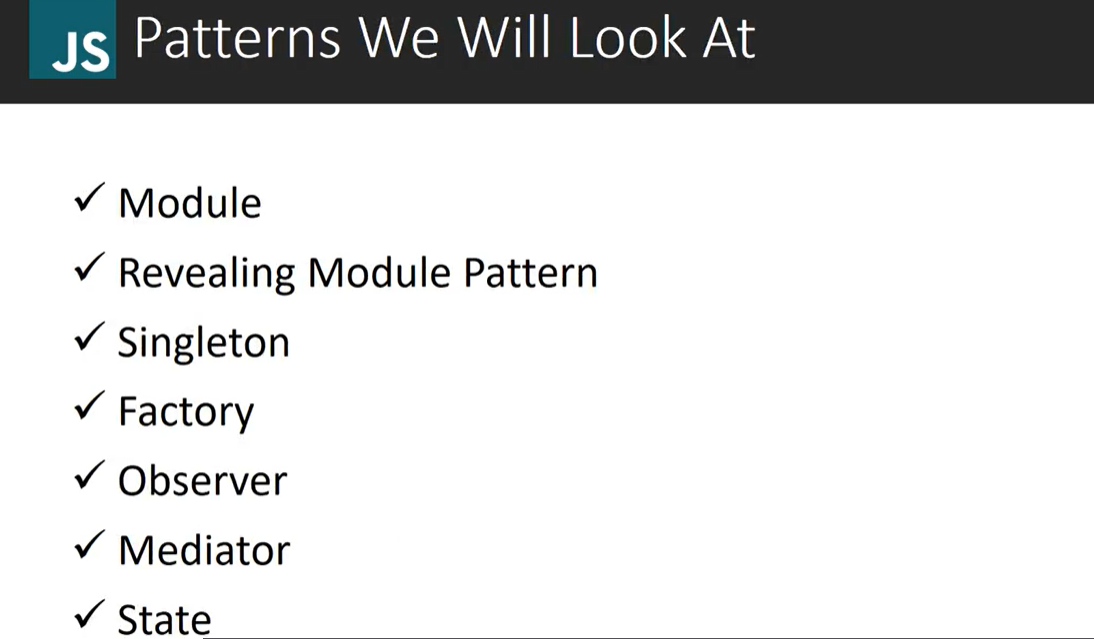 JS Patterns We Will Look At
✓ Module
✓ Revealing Module Pattern
✓ Singleton
✓ Factory
✓ Observer
✓ Mediator
✓ State